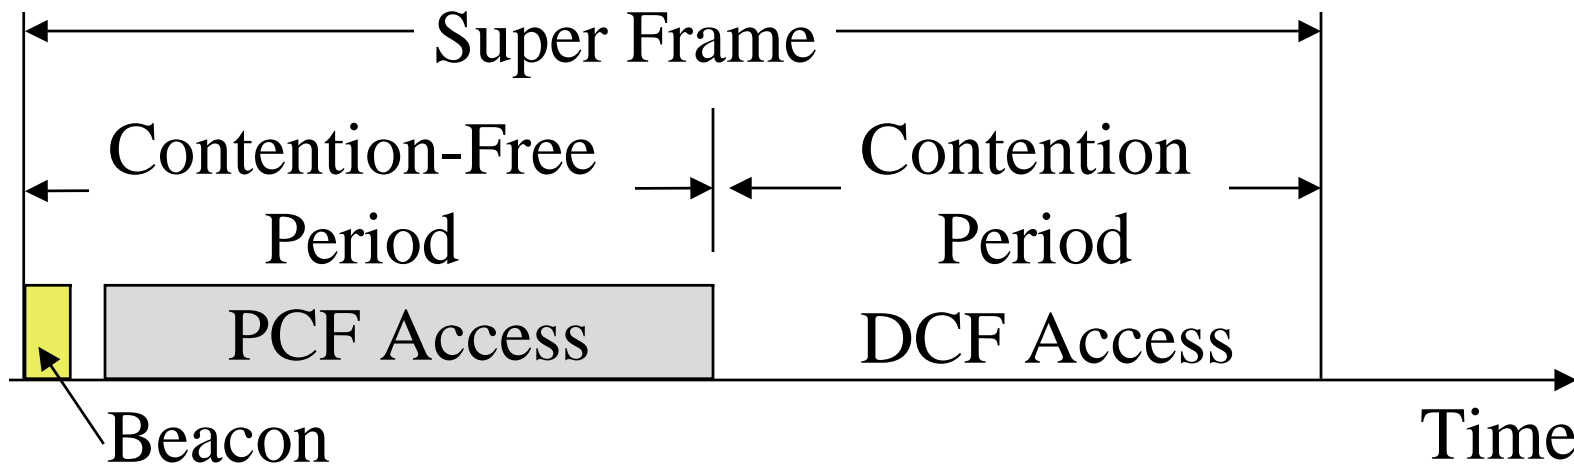 Super Frame
Contention-Free
Period
Contention
Period
PCF Access
DCF Access
Beacon
Time